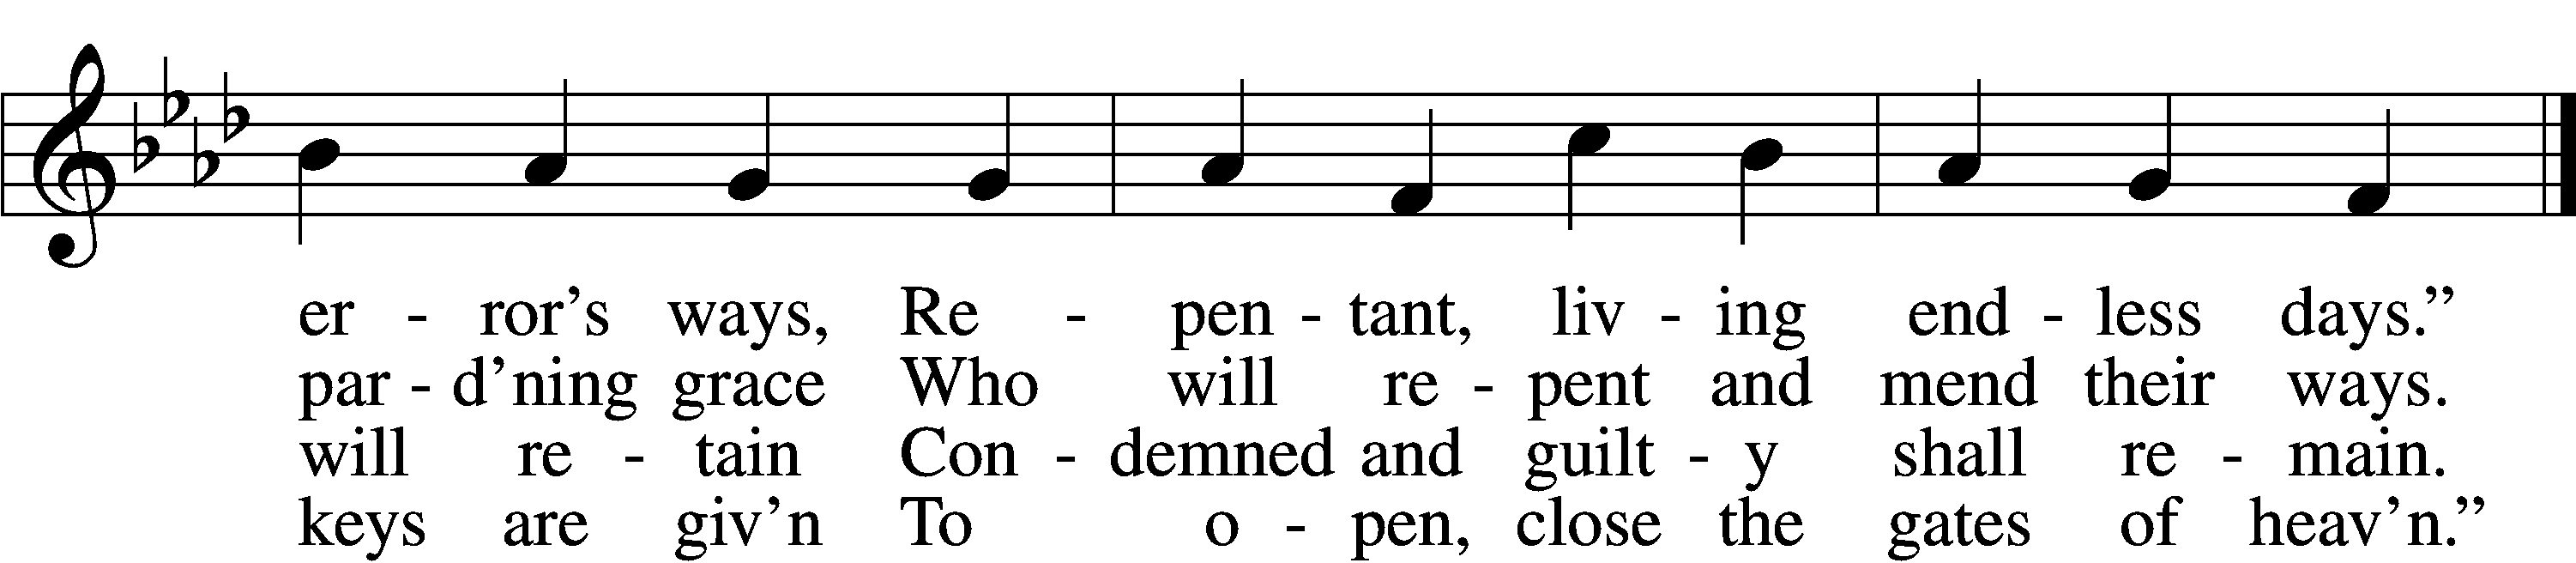 er - ror’s ways, Re - pen - tant, liv - ing end - less days.”
par - d’ning grace Who will re - pent and mend their ways.
will re - tain Con - demned and guilt - y shall re - main.
keys are giv’n To o - pen, close the gates of heav’n.”